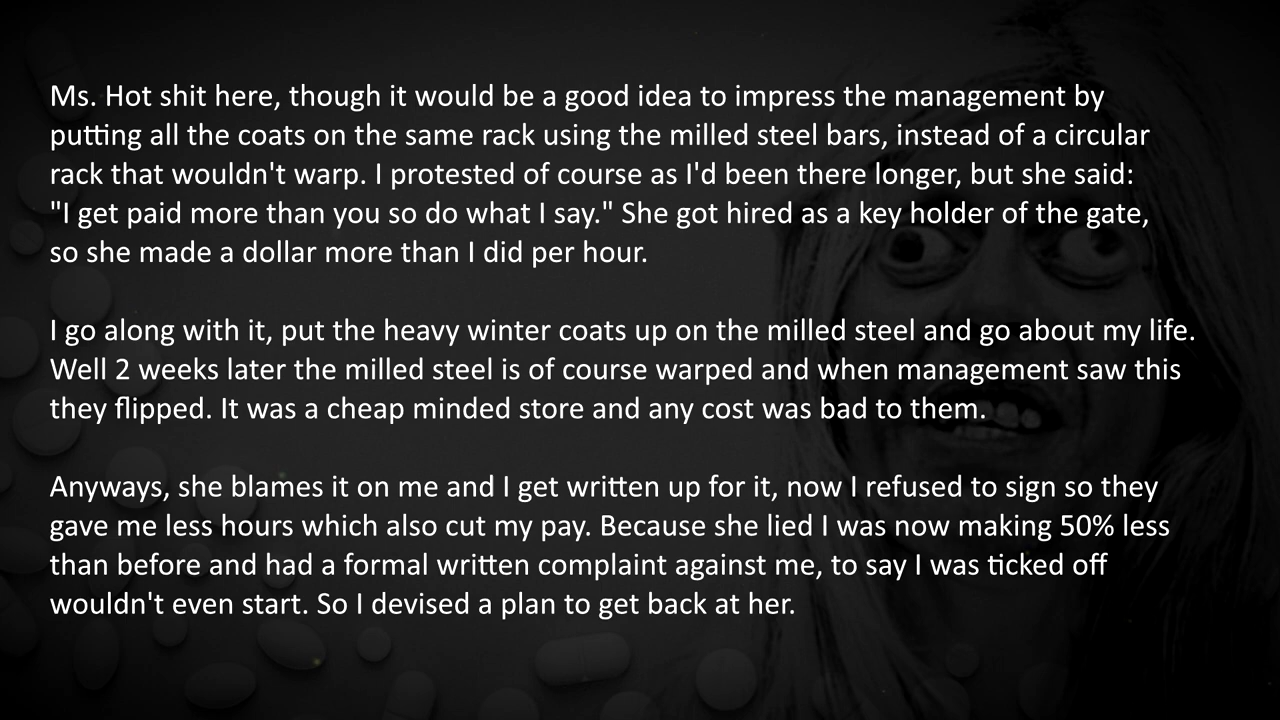 Ms. Hot shit here, though it would be a good idea to impress the management by
putting all the coats on the same rack using the milled steel bars, instead of a circular
rack that wouldn't warp. I protested of course as I'd been there longer, but she said:
"I get paid more than you so do what I say." She got hired as a key holder of the gate,
so she made a dollar more than I did per hour.
I go along with it, put the heavy winter coats up on the milled steel and go about my life.
Well 2 weeks later the milled steel is of course warped and when management saw this
they flipped. It was a cheap minded store and any cost was bad to them.
Anyways, she blames it on me and I get written up for it, now I refused to sign so they
gave me less hours which also cut my pay. Because she lied I was now making 50% less
than before and had a formal written complaint against me, to say I was ticked off
wouldn't even start. So I devised a plan to get back at her.